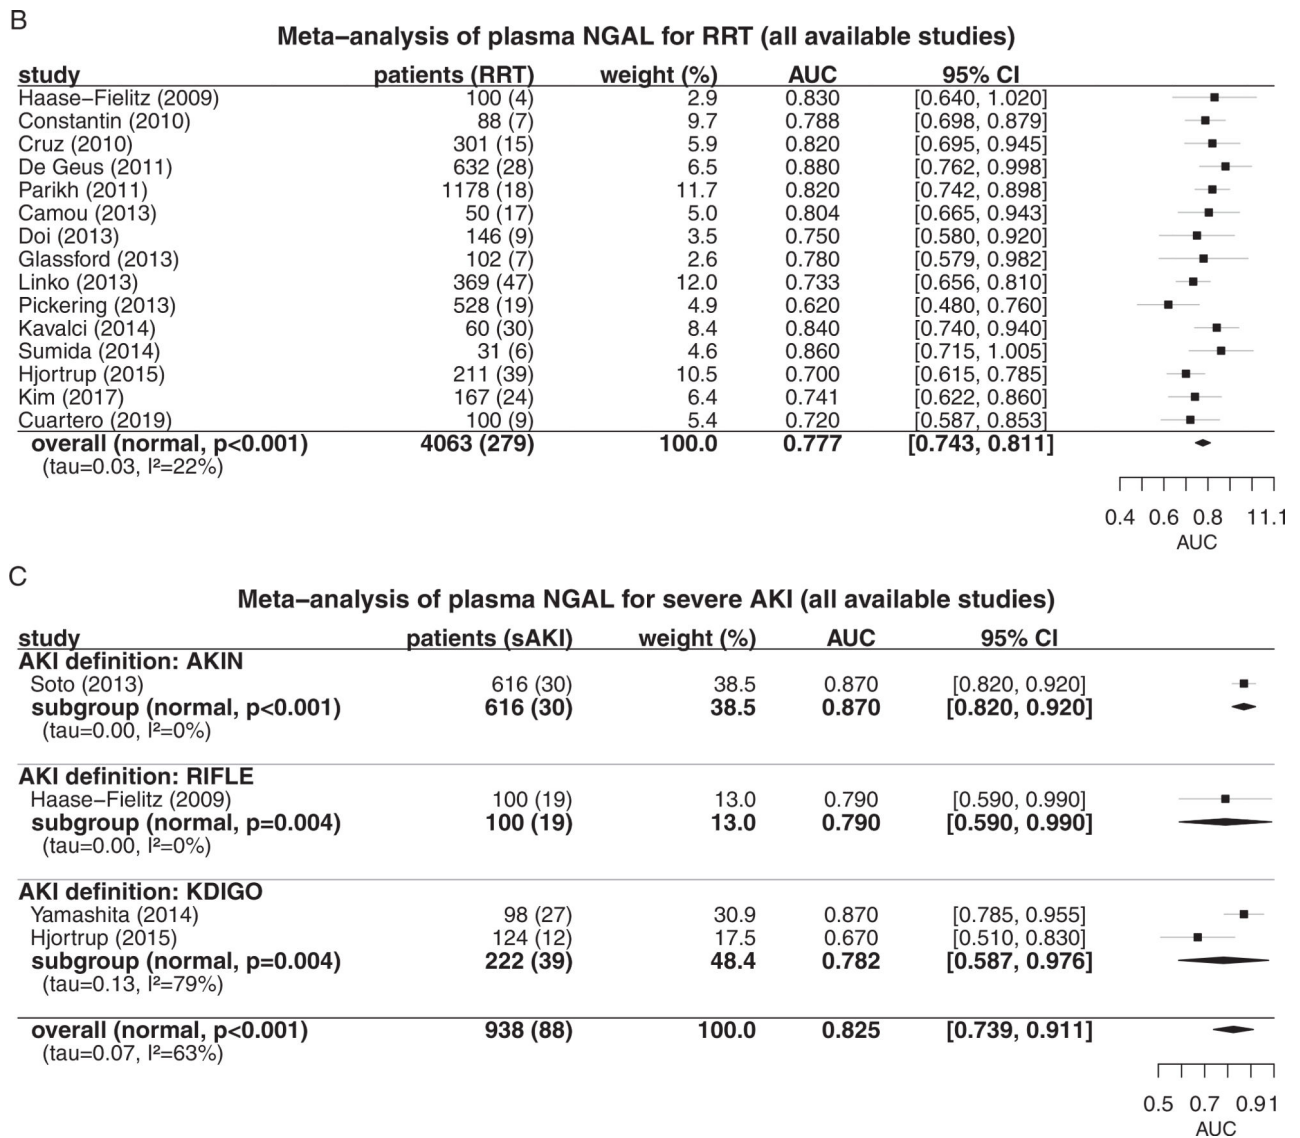 B
Meta–analysis of plasma NGAL for RRT (all available studies)
study patients (RRT) weight (%) AUC 95% CI
Haase–Fielitz (2009) 100 (4) 2.9 0.830 [0.640, 1.020]
Constantin (2010) 88 (7) 9.7 0.788 [0.698, 0.879]
Cruz (2010) 301 (15) 5.9 0.820 [0.695, 0.945]
De Geus (2011) 632 (28) 6.5 0.880 [0.762, 0.998]
Parikh (2011) 1178 (18) 11.7 0.820 [0.742, 0.898]
Camou (2013) 50 (17) 5.0 0.804 [0.665, 0.943]
Doi (2013) 146 (9) 3.5 0.750 [0.580, 0.920]
Glassford (2013) 102 (7) 2.6 0.780 [0.579, 0.982]
Linko (2013) 369 (47) 12.0 0.733 [0.656, 0.810]
Pickering (2013) 528 (19) 4.9 0.620 [0.480, 0.760]
Kavalci (2014) 60 (30) 8.4 0.840 [0.740, 0.940]
Sumida (2014) 31 (6) 4.6 0.860 [0.715, 1.005]
Hjortrup (2015) 211 (39) 10.5 0.700 [0.615, 0.785]
Kim (2017) 167 (24) 6.4 0.741 [0.622, 0.860]
Cuartero (2019) 100 (9) 5.4 0.720 [0.587, 0.853]
overall (normal, p<0.001) 4063 (279) 100.0 0.777 [0.743, 0.811]
(tau=0.03, I²=22%)
0.4 0.6 0.8 11.1
AUC
C
Meta–analysis of plasma NGAL for severe AKI (all available studies)
study patients (sAKI) weight (%) AUC 95% CI
AKI definition: AKIN
Soto (2013) 616 (30) 38.5 0.870 [0.820, 0.920]
subgroup (normal, p<0.001) 616 (30) 38.5 0.870 [0.820, 0.920]
(tau=0.00, I²=0%)
AKI definition: RIFLE
Haase–Fielitz (2009) 100 (19) 13.0 0.790 [0.590, 0.990]
subgroup (normal, p=0.004) 100 (19) 13.0 0.790 [0.590, 0.990]
(tau=0.00, I²=0%)
AKI definition: KDIGO
Yamashita (2014) 98 (27) 30.9 0.870 [0.785, 0.955]
Hjortrup (2015) 124 (12) 17.5 0.670 [0.510, 0.830]
subgroup (normal, p=0.004) 222 (39) 48.4 0.782 [0.587, 0.976]
(tau=0.13, I²=79%)
overall (normal, p<0.001) 938 (88) 100.0 0.825 [0.739, 0.911]
(tau=0.07, I²=63%)
0.5 0.7 0.91
AUC